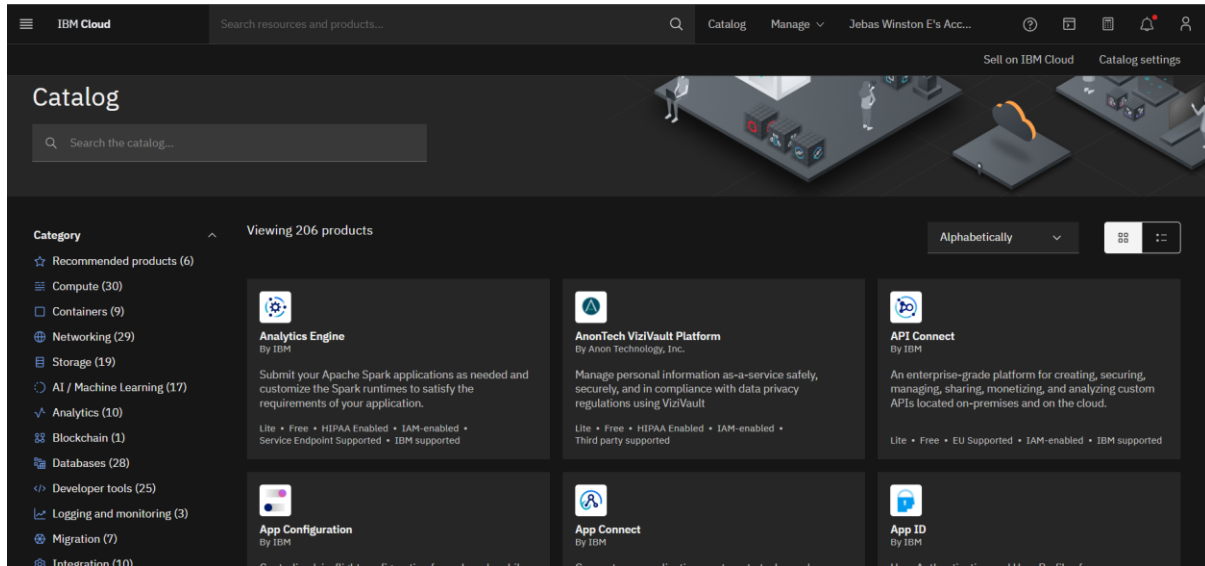 IBM Cloud
Search resources and products...
Catalog
Manage
Jebas Winston E's Acc...
Sell on IBM Cloud
Catalog settings
Catalog
Search the catalog...
Category
Recommended products (6)
Compute (30)
Containers (9)
Networking (29)
Storage (19)
AI / Machine Learning (17)
Analytics (10)
Blockchain (1)
Databases (28)
Developer tools (25)
Logging and monitoring (3)
Migration (7)
Integration (10)
Viewing 206 products
Alphabetically
Analytics Engine
By IBM
Submit your Apache Spark applications as needed and
customize the Spark runtimes to satisfy the
requirements of your application.
Lite • Free • HIPAA Enabled • IAM-enabled •
Service Endpoint Supported • IBM supported
AnonTech ViziVault Platform
By Anon Technology, Inc.
Manage personal information as-a-service safely,
securely, and in compliance with data privacy
regulations using ViziVault
Lite • Free • HIPAA Enabled • IAM-enabled •
Third party supported
API Connect
By IBM
An enterprise-grade platform for creating, securing,
managing, sharing, monetizing, and analyzing custom
APIs located on-premises and on the cloud.
Lite • Free • EU Supported • IAM-enabled • IBM supported
App Configuration
By IBM
App Connect
By IBM
App ID
By IBM